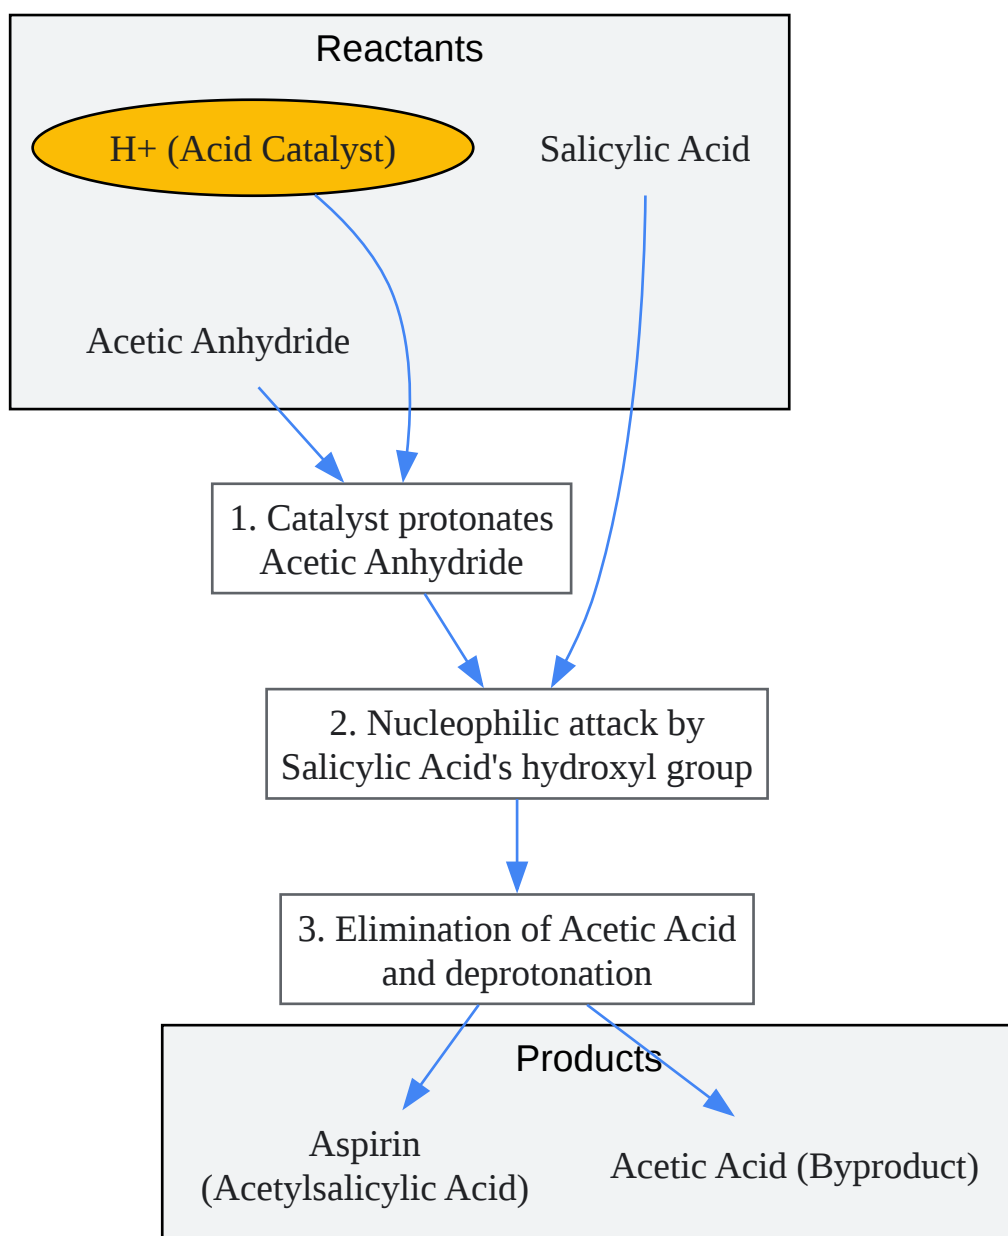 Reactants
H+ (Acid Catalyst)
Salicylic Acid
Acetic Anhydride
1. Catalyst protonates
Acetic Anhydride
2. Nucleophilic attack by
Salicylic Acid's hydroxyl group
3. Elimination of Acetic Acid
and deprotonation
Products
Aspirin
(Acetylsalicylic Acid)
Acetic Acid (Byproduct)